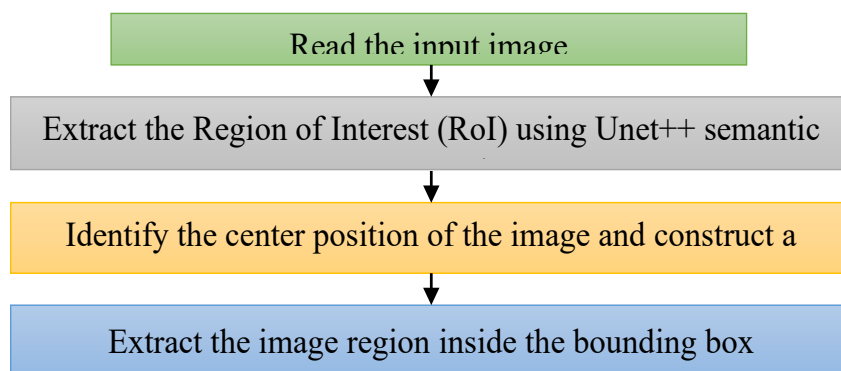 Read the input image
Extract the Region of Interest (RoI) using Unet++ semantic
Identify the center position of the image and construct a
Extract the image region inside the bounding box